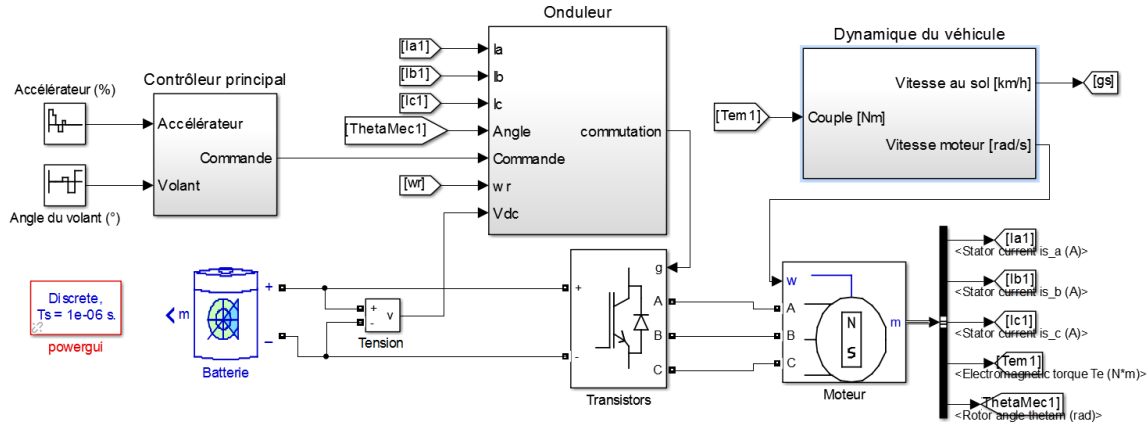 Onduleur
Dynamique du véhicule
Contrôleur principal
Accélérateur (%)
Accélérateur
Commande
Volant
Angle du volant (°)
[Ia1]
[Ib1]
[Ic1]
[ThetaMec1]
[wr]
Ia
Ib
Ic
Angle
Commande
wr
Vdc
commutation
[Tem1]
Couple [Nm]
Vitesse au sol [km/h]
Vitesse moteur [rad/s]
[gs]
Discrete,
Ts = 1e-06 s.
powergui
m
+
–
Batterie
+
-
v
Tension
g
+
-
A
B
C
Transistors
w
A
B
C
N
S
m
Moteur
[Ia1]
<Stator current is_a (A)>
[Ib1]
<Stator current is_b (A)>
[Ic1]
<Stator current is_c (A)>
[Tem1]
<Electromagnetic torque Te (N*m)>
ThetaMec1]
<Rotor angle thetam (rad)>